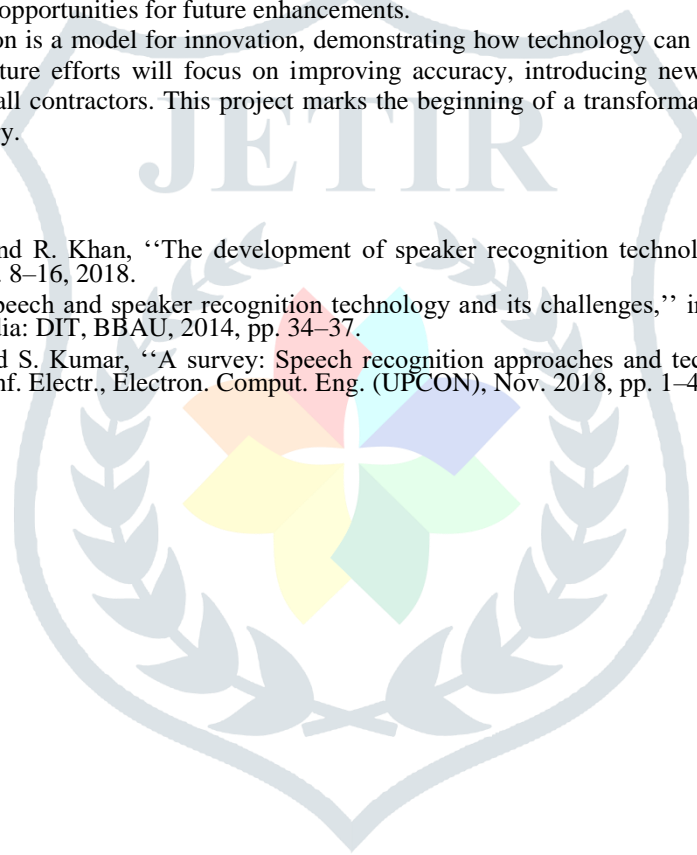 opportunities for future enhancements.
on is a model for innovation, demonstrating how technology can
ture efforts will focus on improving accuracy, introducing new
all contractors. This project marks the beginning of a transforma
ry.
JETIR
nd R. Khan, ‘‘The development of speaker recognition technol
. 8–16, 2018.
peech and speaker recognition technology and its challenges,’’ in
dia: DIT, BBAU, 2014, pp. 34–37.
d S. Kumar, ‘‘A survey: Speech recognition approaches and tec
nf. Electr., Electron. Comput. Eng. (UPCON), Nov. 2018, pp. 1–4